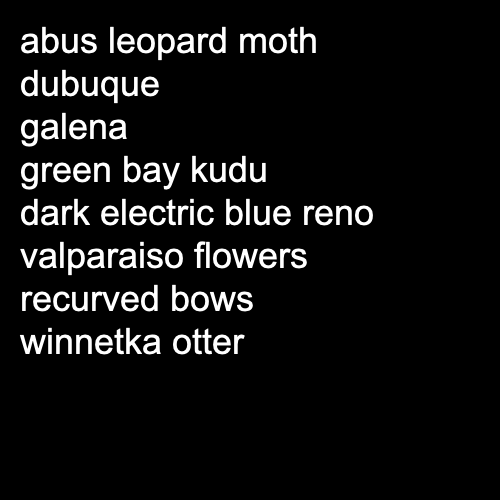 abus leopard moth
dubuque
galena
green bay kudu
dark electric blue reno
valparaiso flowers
recurved bows
winnetka otter